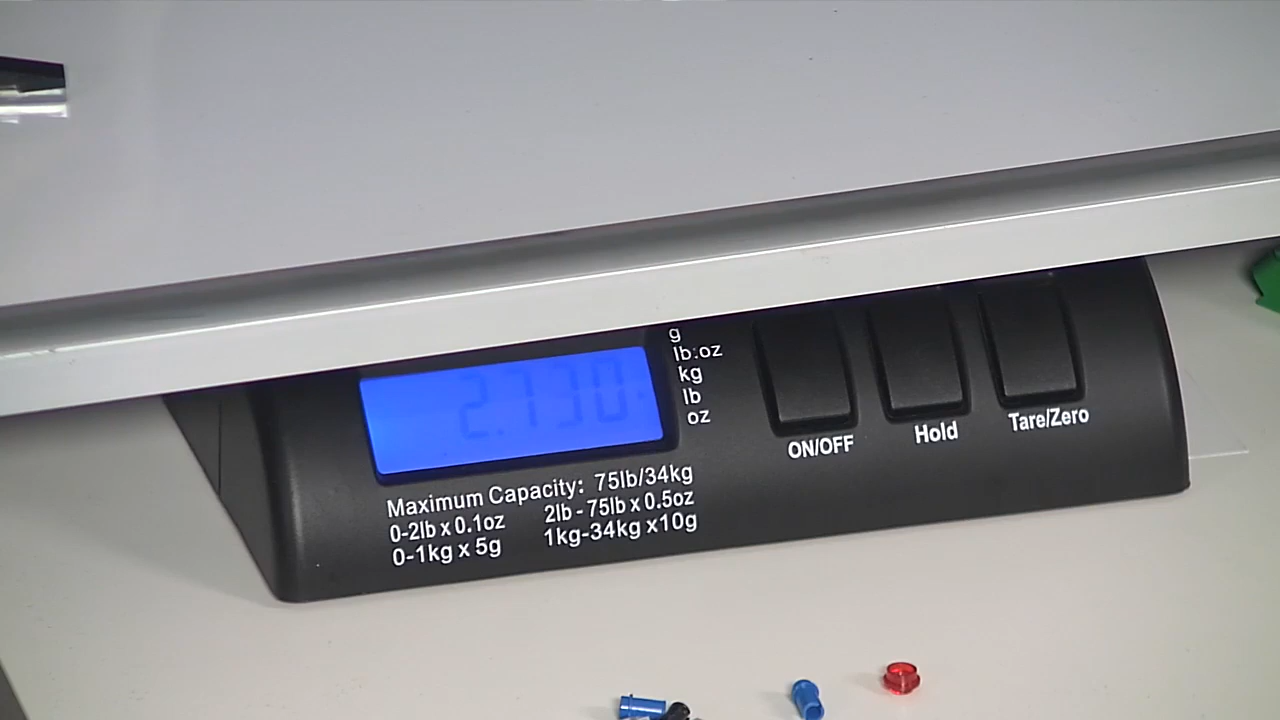 2.730
g
lb:oz
kg
lb
oz
ON/OFF
Hold
Tare/Zero
Maximum Capacity: 75lb/34kg
0-2lb x 0.1oz 2lb - 75lb x 0.5oz
0-1kg x 5g 1kg-34kg x10g